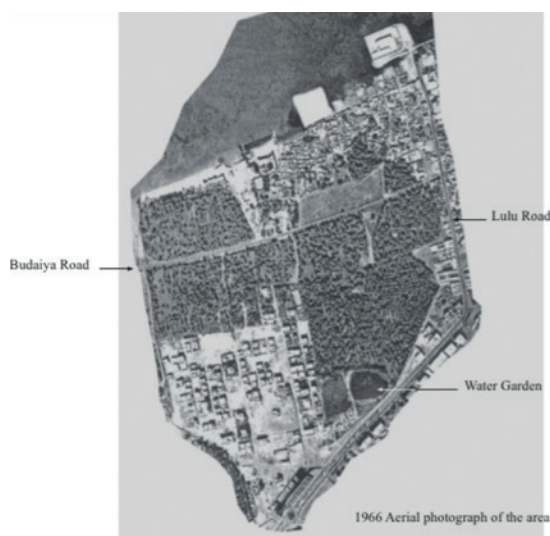 Lulu Road
Budaiya Road
Water Garden
1966 Aerial photograph of the area